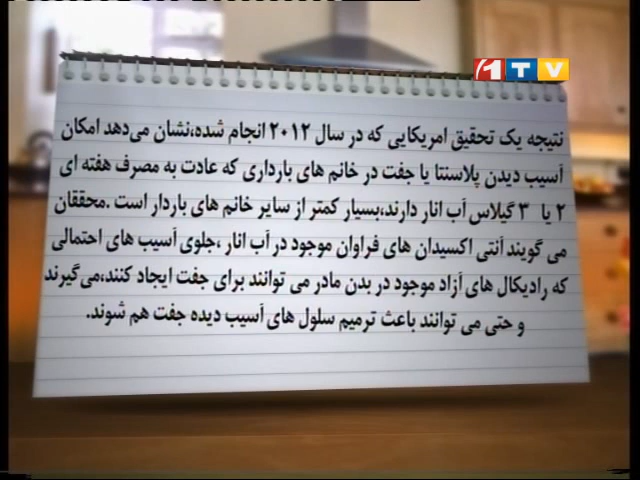 1TV
نتیجه یک تحقیق امریکایی که در سال ۲۰۱۲ انجام شده،نشان می‌دهد امکان
آسیب دیدن پلاسنتا یا جفت در خانم های بارداری که عادت به مصرف هفته ای
۲ یا ۳ گیلاس آب انار دارند،بسیار کمتر از سایر خانم های باردار است .محققان
می گویند آنتی اکسیدان های فراوان موجود در آب انار ،جلوی آسیب های احتمالی
که رادیکال های آزاد موجود در بدن مادر می توانند برای جفت ایجاد کنند،می‌گیرند
و حتی می توانند باعث ترمیم سلول های آسیب دیده جفت هم شوند.